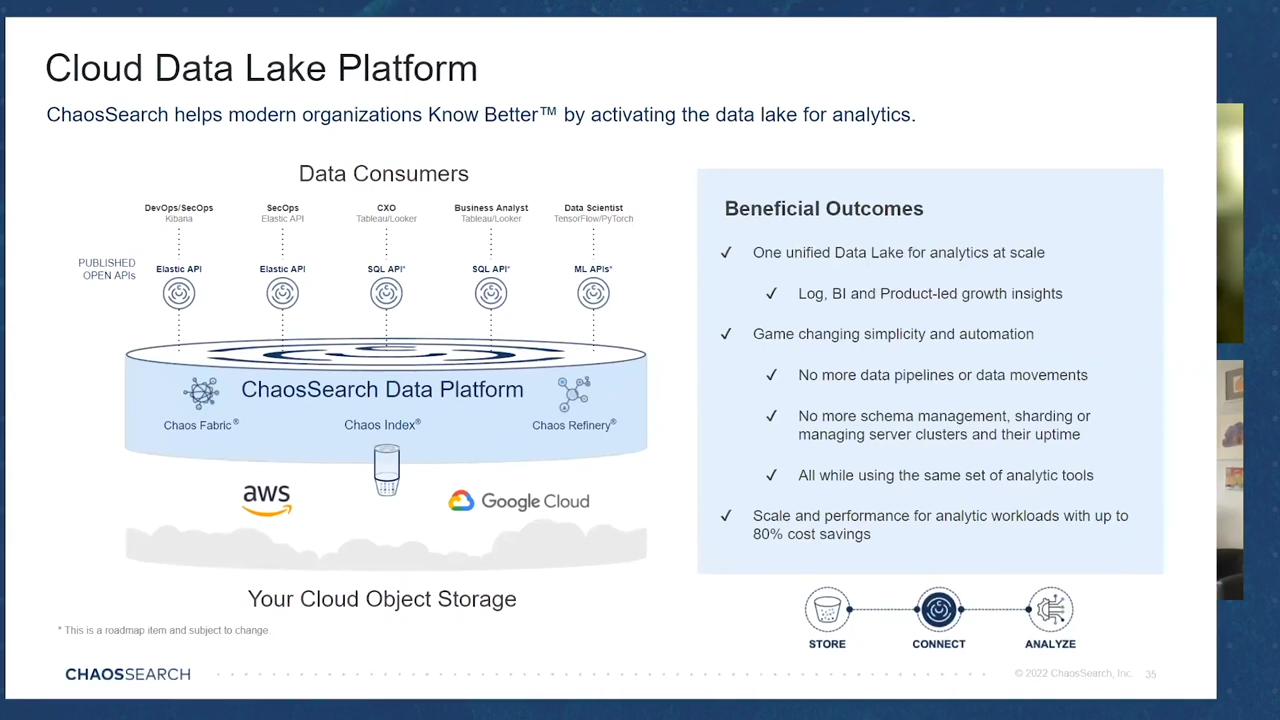 Cloud Data Lake Platform
ChaosSearch helps modern organizations Know Better™ by activating the data lake for analytics.
Data Consumers
DevOps/SecOps
Kibana
SecOps
Elastic API
CXO
Tableau/Looker
Business Analyst
Tableau/Looker
Data Scientist
TensorFlow/PyTorch
PUBLISHED
OPEN APIs
Elastic API
Elastic API
SQL API*
SQL API*
ML APIs*
ChaosSearch Data Platform
Chaos Fabric®
Chaos Index®
Chaos Refinery®
aws
Google Cloud
Your Cloud Object Storage
* This is a roadmap item and subject to change
Beneficial Outcomes
✓ One unified Data Lake for analytics at scale
✓ Log, BI and Product-led growth insights
✓ Game changing simplicity and automation
✓ No more data pipelines or data movements
✓ No more schema management, sharding or
managing server clusters and their uptime
✓ All while using the same set of analytic tools
✓ Scale and performance for analytic workloads with up to
80% cost savings
STORE
CONNECT
ANALYZE
CHAOSSEARCH
© 2022 ChaosSearch, Inc.
35